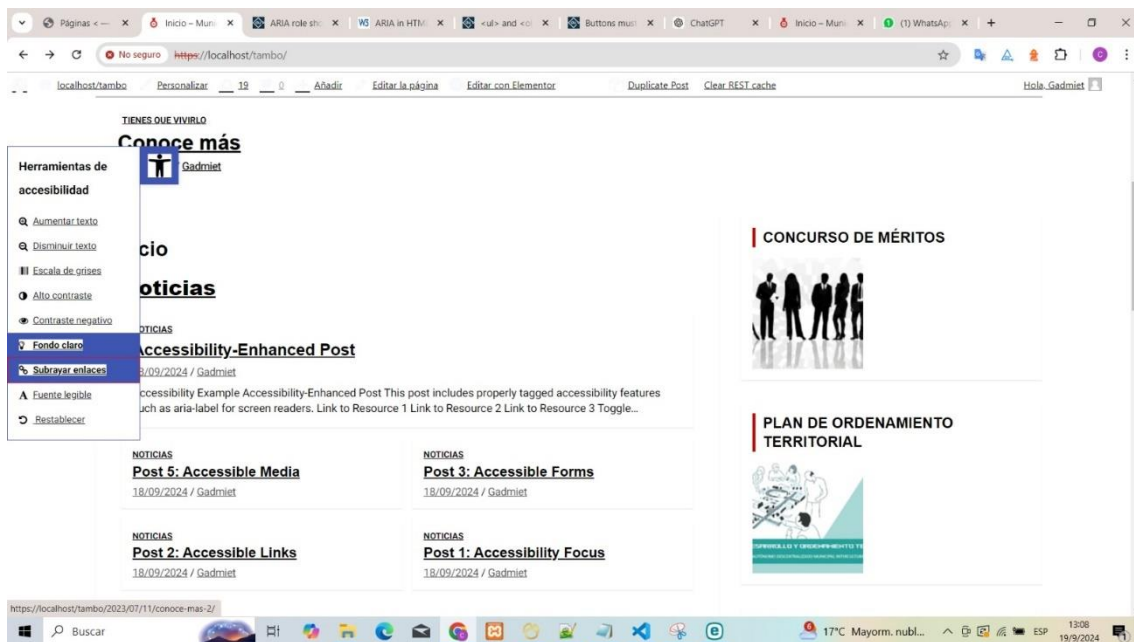 Páginas < —
Inicio – Muni
ARIA role sho
W3 ARIA in HTM
<ul> and <o
Buttons must
ChatGPT
Inicio – Muni
(1) WhatsAp
No seguro https://localhost/tambo/
localhost/tambo Personalizar 19 0 Añadir Editar la página Editar con Elementor Duplicate Post Clear REST cache Hola, Gadmiet
TIENES QUE VIVIRLO
Conoce más
/ Gadmiet
Herramientas de
accesibilidad
Aumentar texto
Disminuir texto
Escala de grises
Alto contraste
Contraste negativo
Fondo claro
Subrayar enlaces
A Fuente legible
Restablecer
cio
oticias
OTICIAS
Accessibility-Enhanced Post
8/09/2024 / Gadmiet
ccessibility Example Accessibility-Enhanced Post This post includes properly tagged accessibility features
uch as aria-label for screen readers. Link to Resource 1 Link to Resource 2 Link to Resource 3 Toggle...
NOTICIAS
Post 5: Accessible Media
18/09/2024 / Gadmiet
NOTICIAS
Post 3: Accessible Forms
18/09/2024 / Gadmiet
NOTICIAS
Post 2: Accessible Links
18/09/2024 / Gadmiet
NOTICIAS
Post 1: Accessibility Focus
18/09/2024 / Gadmiet
CONCURSO DE MÉRITOS
PLAN DE ORDENAMIENTO
TERRITORIAL
https://localhost/tambo/2023/07/11/conoce-mas-2/
Buscar
17°C Mayorm. nubl...
ESP
13:08
19/9/2024